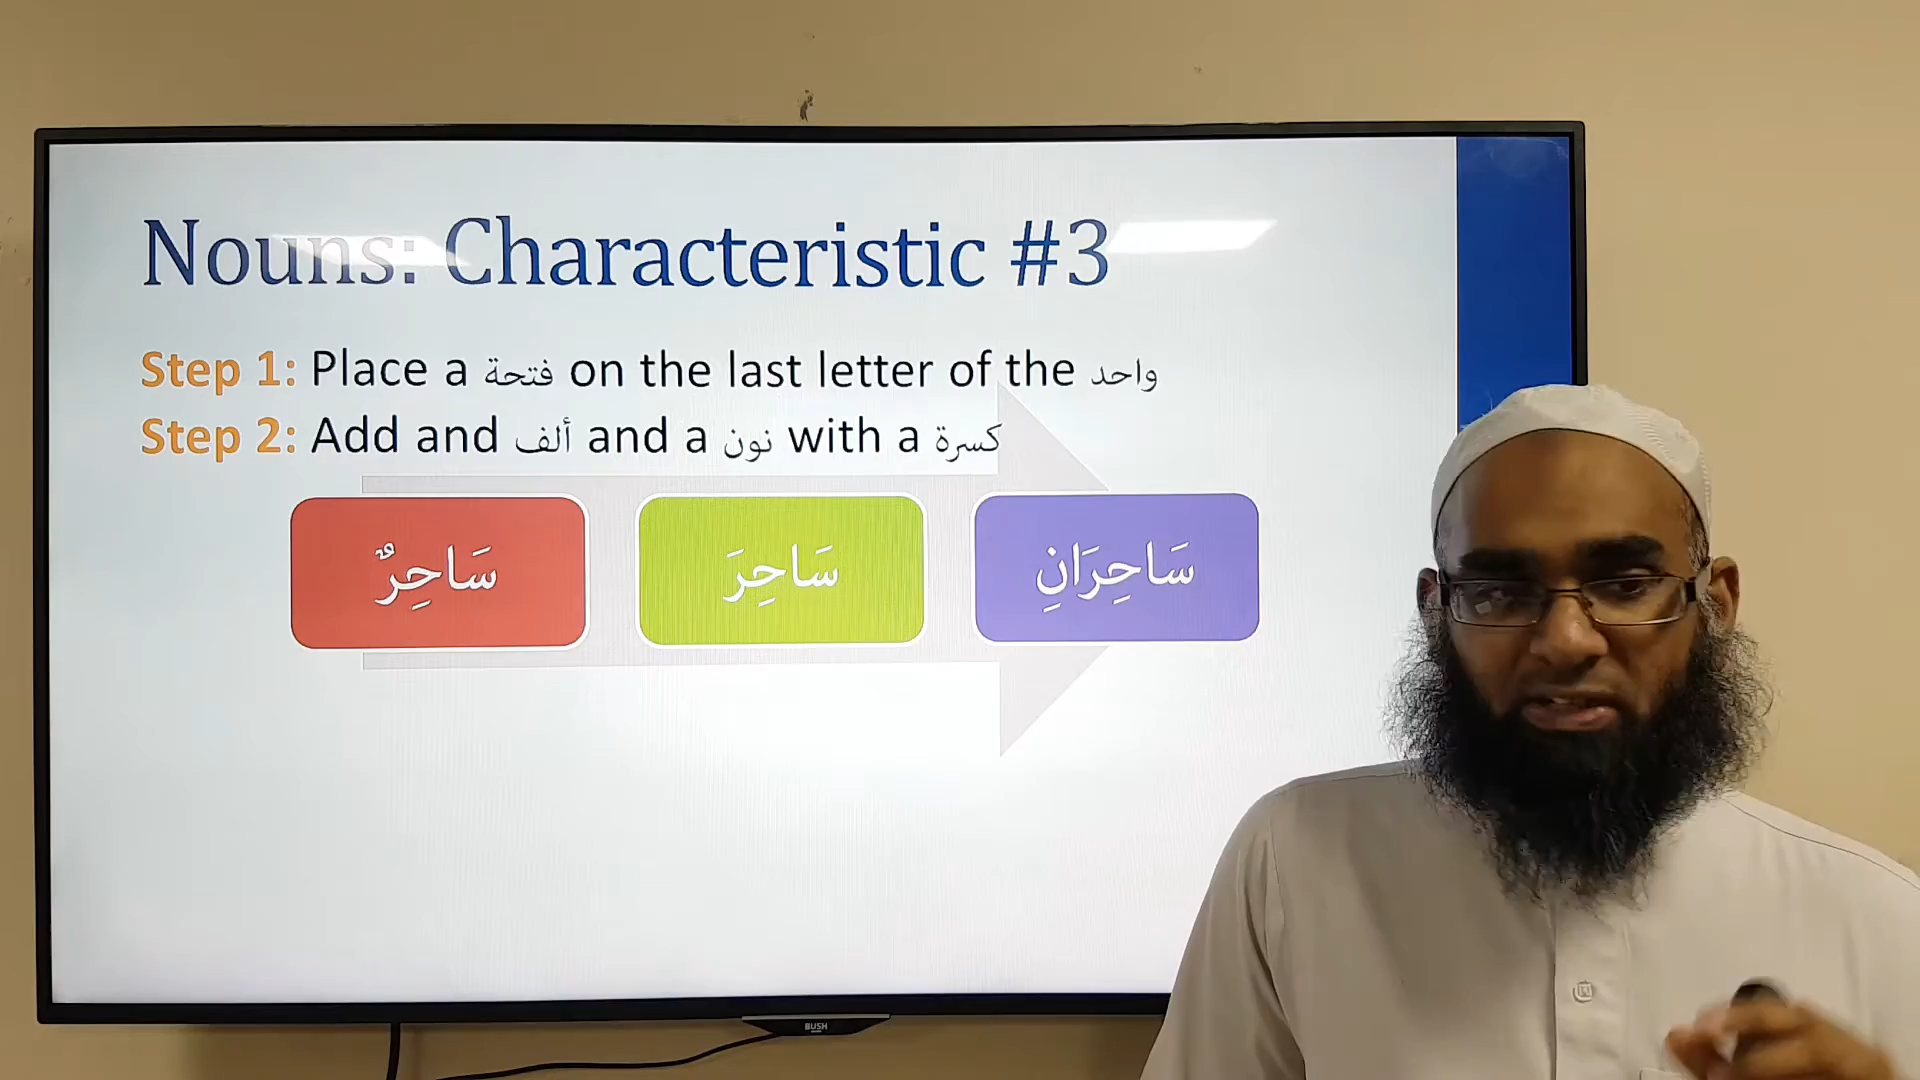 Nouns: Characteristic #3
Step 1: Place a فتحة on the last letter of the واحد
Step 2: Add and ألف and a نون with a كسرة
سَاحِرٌ
سَاحِرَ
سَاحِرَانِ
BUSH